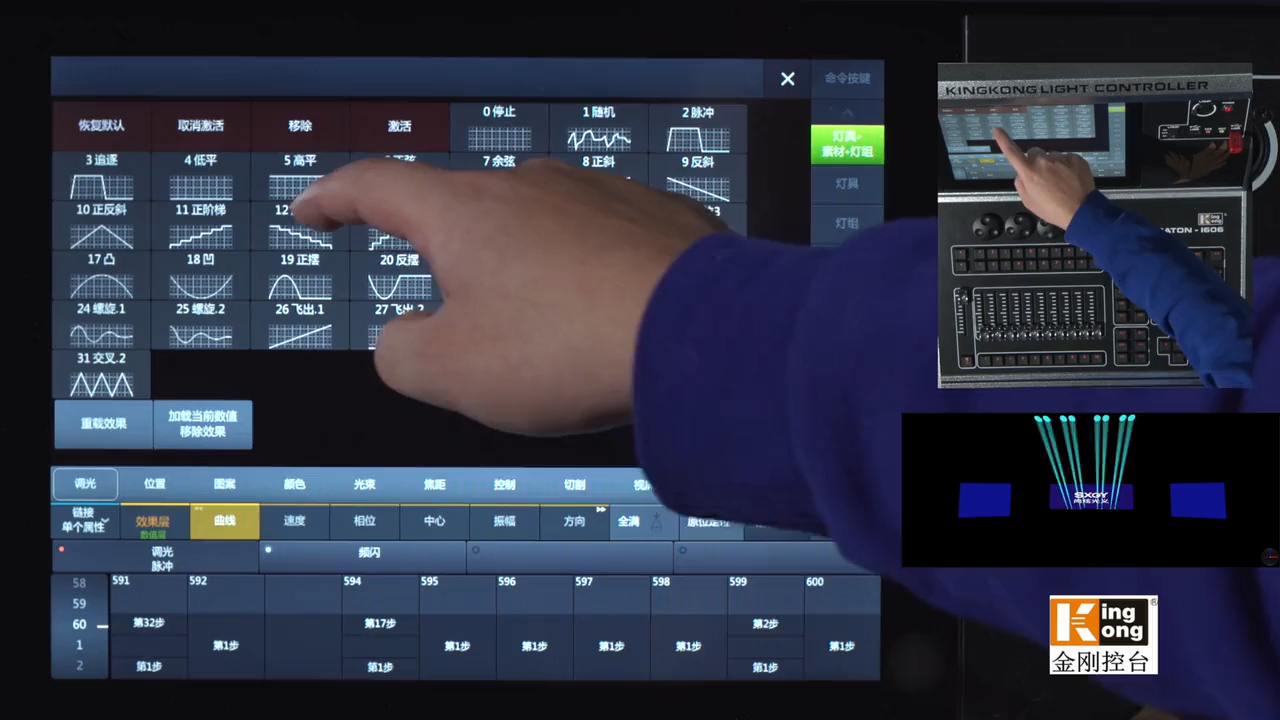 命令按键
恢复默认 取消激活 移除 激活 0 停止 1 随机 2 脉冲
灯具+
素材+灯组
3 追逐 4 低平 5 高平 7 余弦 8 正斜 9 反斜
灯具
10 正反斜 11 正阶梯 12
灯组
17 凸 18 凹 19 正摆 20 反摆
24 螺旋.1 25 螺旋.2 26 飞出.1 27 飞出.2
31 交叉.2
重载效果
加载当前数值
移除效果
调光 位置 图案 颜色 光束 焦距 控制 切割
链接
单个属性
效果层
数值层
曲线 速度 相位 中心 振幅 方向 全满
调光
脉冲
频闪
58 591 592 594 595 596 597 598 599 600
59
60 第32步 第17步 第2步
1 第1步 第1步 第1步 第1步 第1步 第1步
2 第1步 第1步 第1步
KINGKONG LIGHT CONTROLLER
King Kong
ATON - 1606
SXGY
King
Kong
®
金刚控台